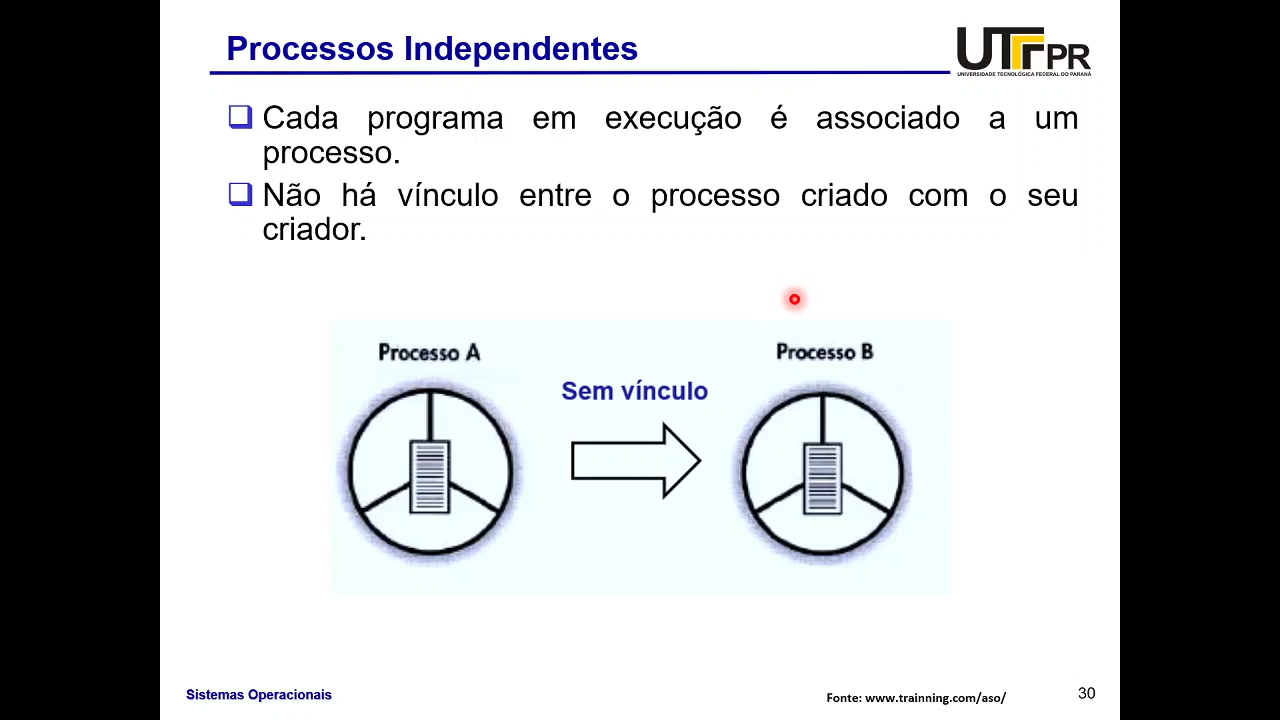 Processos Independentes
UTFPR
UNIVERSIDADE TECNOLÓGICA FEDERAL DO PARANÁ
Cada programa em execução é associado a um
processo.
Não há vínculo entre o processo criado com o seu
criador.
Processo A
Processo B
Sem vínculo
Sistemas Operacionais
Fonte: www.trainning.com/aso/
30